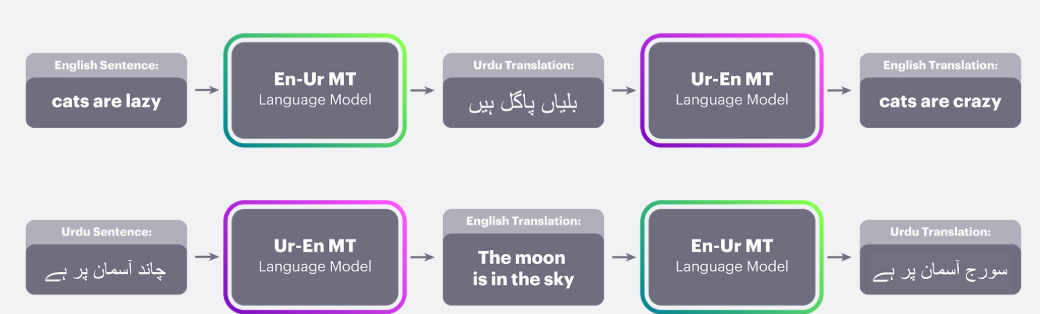 English Sentence:
cats are lazy
En-Ur MT
Language Model
Urdu Translation:
بلیاں پاگل ہیں
Ur-En MT
Language Model
English Translation:
cats are crazy
Urdu Sentence:
چاند آسمان پر ہے
Ur-En MT
Language Model
English Translation:
The moon
is in the sky
En-Ur MT
Language Model
Urdu Translation:
سورج آسمان پر ہے